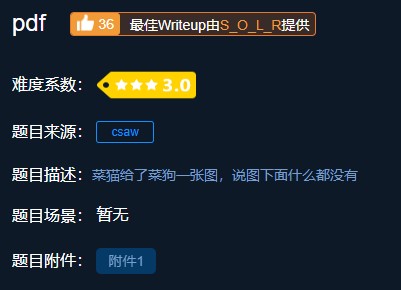 pdf 36 最佳Writeup由S_O_L_R提供
难度系数： 3.0
题目来源： csaw
题目描述：菜猫给了菜狗一张图，说图下面什么都没有
题目场景： 暂无
题目附件： 附件1